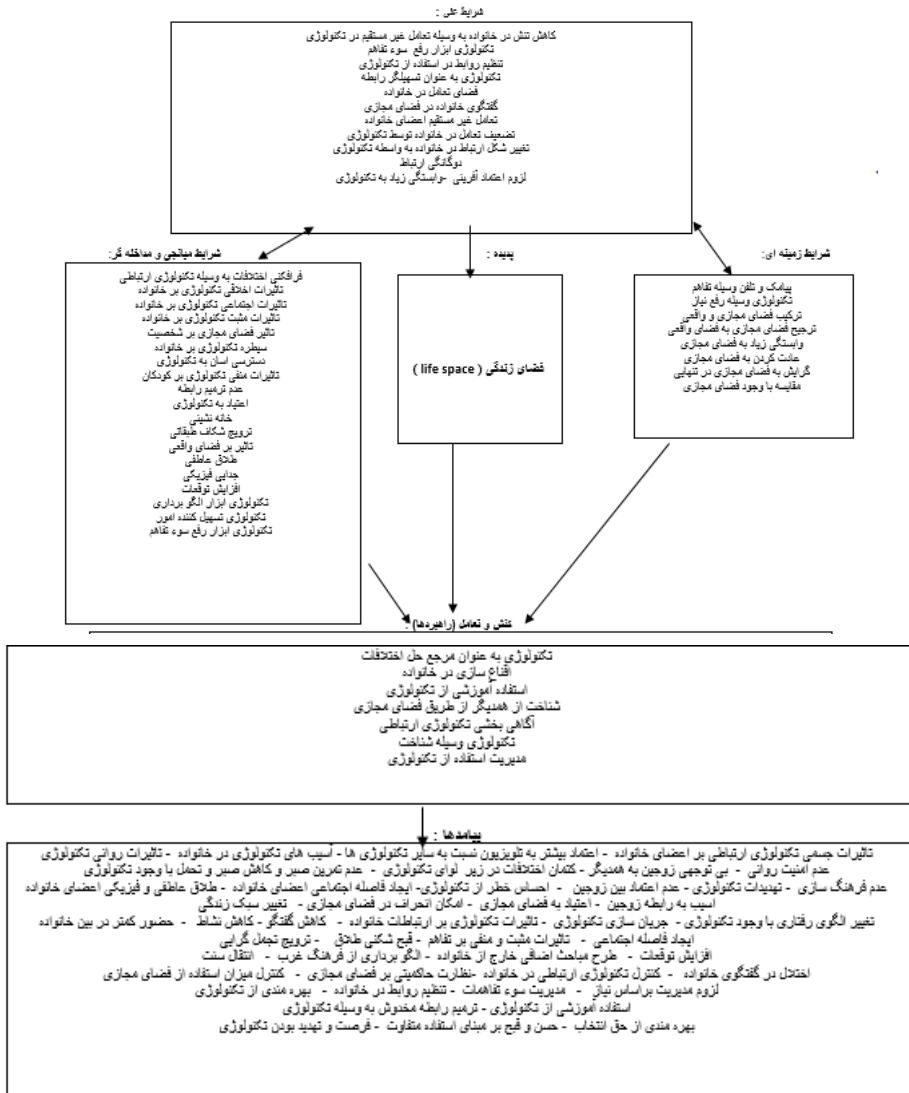 شرایط علی :
کاهش تنش در خانواده به وسیله تعامل غیر مستقیم در تکنولوژی
تکنولوژی ابزار رفع سوء تفاهم
تنظیم روابط در استفاده از تکنولوژی
تکنولوژی به عنوان تسهیلگر رابطه
فضای تعامل در خانواده
گفتگوی خانواده در فضای مجازی
تعامل غیر مستقیم اعضای خانواده
تضعیف تعامل در خانواده توسط تکنولوژی
تغییر شکل ارتباط در خانواده به واسطه تکنولوژی
دوگانگی ارتباط
لزوم اعتماد آفرینی -وابستگی زیاد به تکنولوژی
شرایط زمینه ای:
پیامک و تلفن وسیله تفاهم
تکنولوژی وسیله رفع نیاز
ترکیب فضای مجازی و واقعی
ترجیح فضای مجازی به فضای واقعی
وابستگی زیاد به فضای مجازی
عادت کردن به فضای مجازی
گرایش به فضای مجازی در تنهایی
مقایسه با وجود فضای مجازی
پدیده :
فضای زندگی ( life space )
شرایط میانجی و مداخله گر:
فرافکنی اختلافات به وسیله تکنولوژی ارتباطی
تاثیرات اخلاقی تکنولوژی بر خانواده
تاثیرات اجتماعی تکنولوژی بر خانواده
تاثیرات مثبت تکنولوژی بر خانواده
تاثیر فضای مجازی بر شخصیت
سیطره تکنولوژی بر خانواده
دسترسی اسان به تکنولوژی
تاثیرات منفی تکنولوژی بر کودکان
عدم ترمیم رابطه
اعتیاد به تکنولوژی
خانه نشینی
ترویج شکاف طبقاتی
تاثیر بر فضای واقعی
طلاق عاطفی
جدایی فیزیکی
افزایش توقعات
تکنولوژی ابزار الگو برداری
تکنولوژی تسهیل کننده امور
تکنولوژی ابزار رفع سوء تفاهم
کنش و تعامل (راهبردها) :
تکنولوژی به عنوان مرجع حل اختلافات
اقناع سازی در خانواده
استفاده آموزشی از تکنولوژی
شناخت از همدیگر از طریق فضای مجازی
آگاهی بخشی تکنولوژی ارتباطی
تکنولوژی وسیله شناخت
مدیریت استفاده از تکنولوژی
پیامدها :
تاثیرات جسمی تکنولوژی ارتباطی بر اعضای خانواده - اعتماد بیشتر به تلویزیون نسبت به سایر تکنولوژی ها - آسیب های تکنولوژی در خانواده - تاثیرات روانی تکنولوژی
عدم امنیت روانی - بی توجهی زوجین به همدیگر - کتمان اختلافات در زیر لوای تکنولوژی - عدم تمرین صبر و کاهش صبر و تحمل با وجود تکنولوژی
عدم فرهنگ سازی - تهدیدات تکنولوژی - عدم اعتماد بین زوجین - احساس خطر از تکنولوژی- ایجاد فاصله اجتماعی اعضای خانواده - طلاق عاطفی و فیزیکی اعضای خانواده
اسیب به رابطه زوجین - اعتیاد به فضای مجازی - امکان انحراف در فضای مجازی - تغییر سبک زندگی
تغییر الگوی رفتاری با وجود تکنولوژی - جریان سازی تکنولوژی - تاثیرات تکنولوژی بر ارتباطات خانواده - کاهش گفتگو - کاهش نشاط - حضور کمتر در بین خانواده
ایجاد فاصله اجتماعی - تاثیرات مثبت و منفی بر تفاهم - قبح شکنی طلاق - ترویج تجمل گرایی
افزایش توقعات - طرح مباحث اضافی خارج از خانواده - الگو برداری از فرهنگ غرب - انتقال سنت
اختلال در گفتگوی خانواده - کنترل تکنولوژی ارتباطی در خانواده -نظارت حاکمیتی بر فضای مجازی - کنترل میزان استفاده از فضای مجازی
لزوم مدیریت براساس نیاز - مدیریت سوء تفاهمات - تنظیم روابط در خانواده - بهره مندی از تکنولوژی
استفاده آموزشی از تکنولوژی - ترمیم رابطه مخدوش به وسیله تکنولوژی
بهره مندی از حق انتخاب - حسن و قبح بر مبنای استفاده متفاوت - فرصت و تهدید بودن تکنولوژی